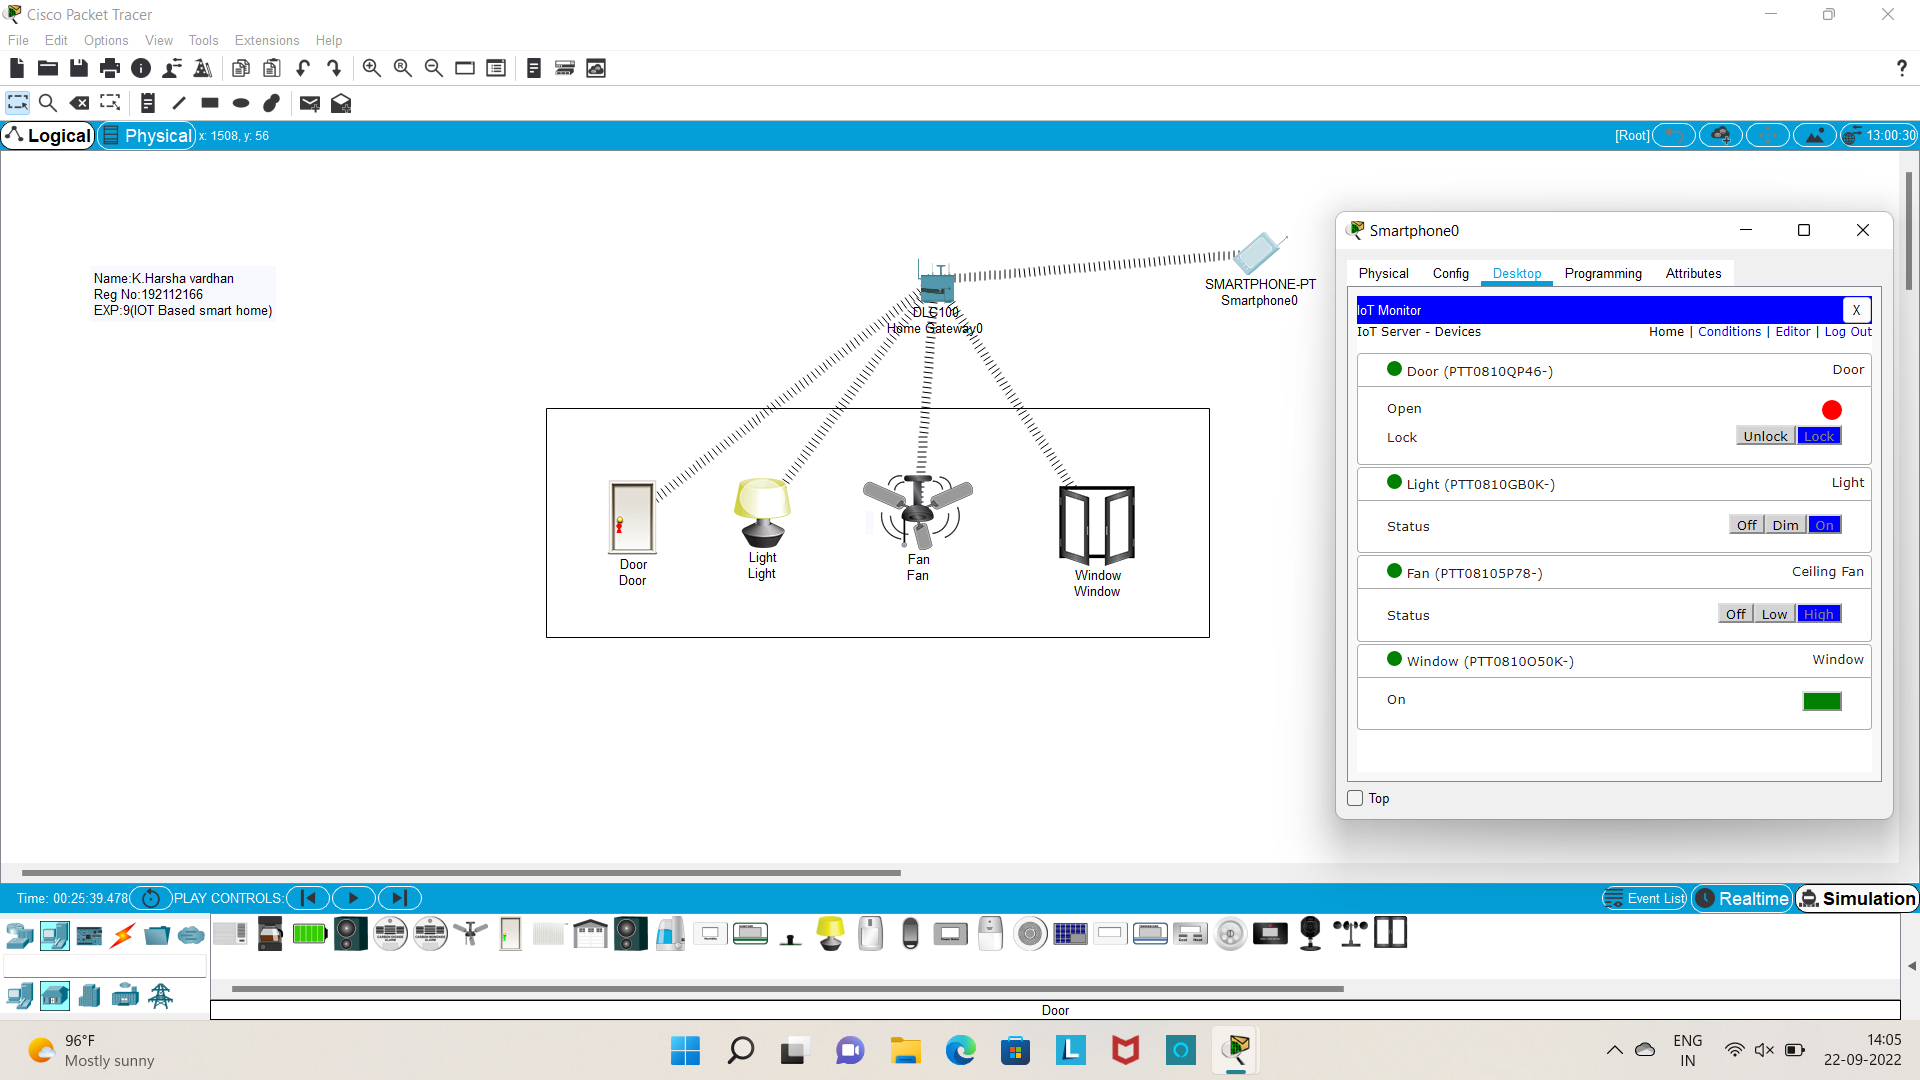 Cisco Packet Tracer
File Edit Options View Tools Extensions Help
?
Logical Physical x: 1508, y: 56 [Root] 13:00:30
Name:K.Harsha vardhan
Reg No:192112166
EXP:9(IOT Based smart home)
SMARTPHONE-PT
Smartphone0
DLC100
Home Gateway0
Door
Door
Light
Light
Fan
Fan
Window
Window
Smartphone0
Physical Config Desktop Programming Attributes
IoT Monitor X
IoT Server - Devices Home | Conditions | Editor | Log Out
Door (PTT0810QP46-) Door
Open
Lock Unlock Lock
Light (PTT0810GB0K-) Light
Status Off Dim On
Fan (PTT08105P78-) Ceiling Fan
Status Off Low High
Window (PTT0810O50K-) Window
On
Top
Time: 00:25:39.478 PLAY CONTROLS: Event List Realtime Simulation
Door
96°F
Mostly sunny
ENG
IN
14:05
22-09-2022